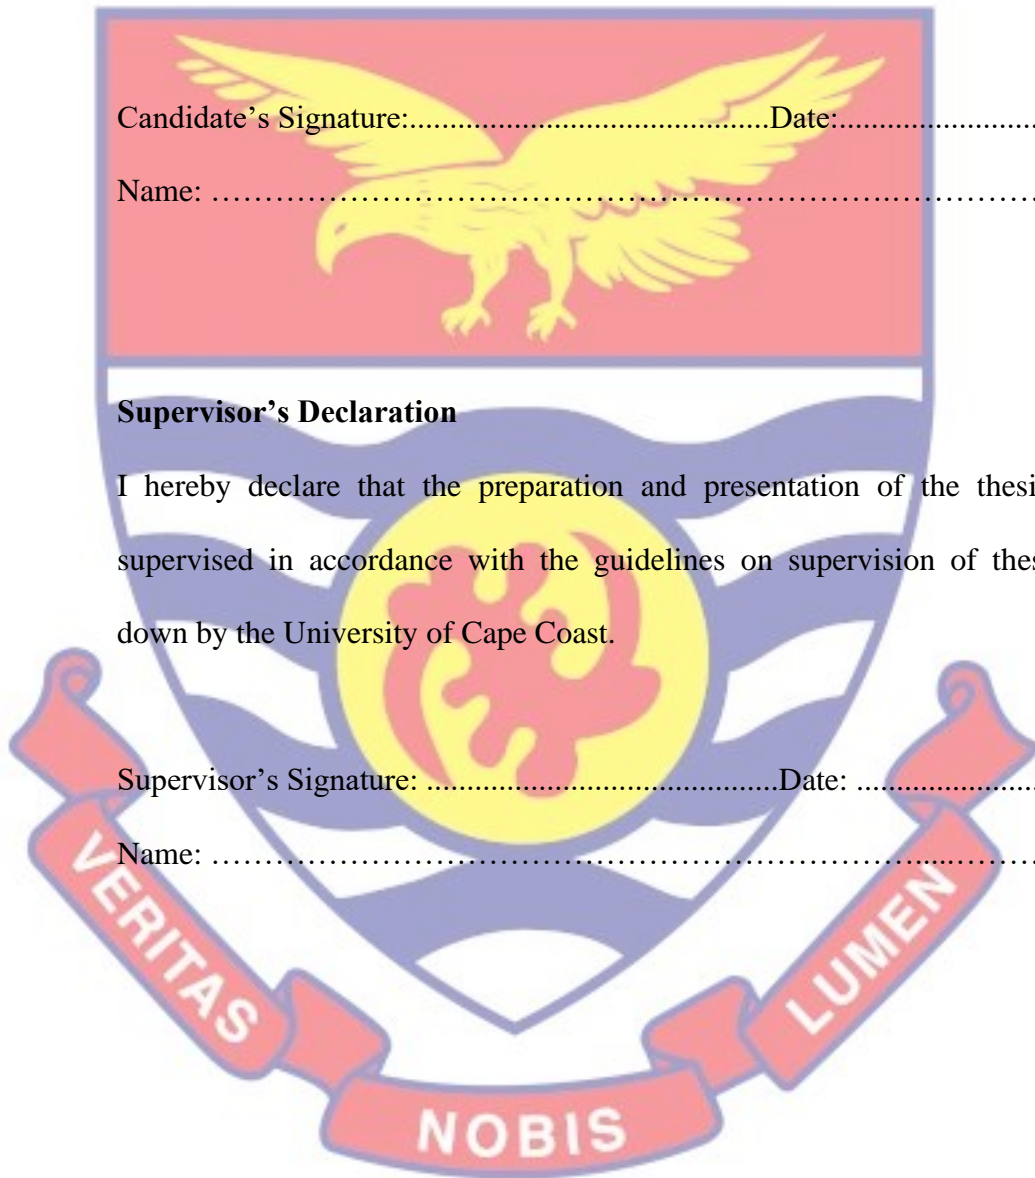 Candidate’s Signature:............................................Date:........................
Name: ……………………………………………………….…………….
Supervisor’s Declaration
I hereby declare that the preparation and presentation of the thesi
supervised in accordance with the guidelines on supervision of thes
down by the University of Cape Coast.
Supervisor’s Signature: ...........................................Date: .......................
Name: ……………………………….…………………………....………
VERITAS
NOBIS
LUMEN